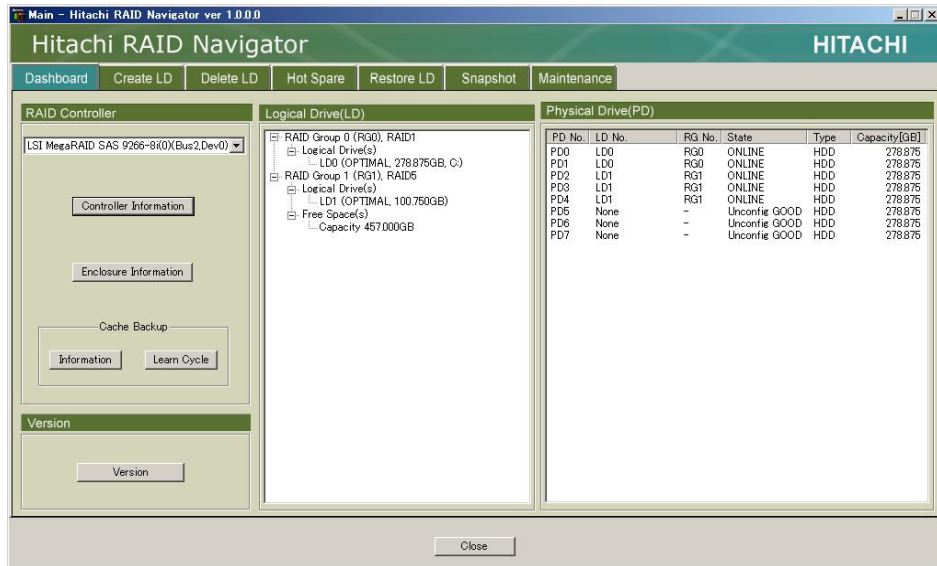 Main - Hitachi RAID Navigator ver 1.0.0.0
Hitachi RAID Navigator
HITACHI
Dashboard Create LD Delete LD Hot Spare Restore LD Snapshot Maintenance
RAID Controller
LSI MegaRAID SAS 9266-8i(0)(Bus2,Dev0)
Controller Information
Enclosure Information
Cache Backup
Information Learn Cycle
Version
Version
Logical Drive(LD)
RAID Group 0 (RG0), RAID1
Logical Drive(s)
LD0 (OPTIMAL, 278.875GB, C:)
RAID Group 1 (RG1), RAID5
Logical Drive(s)
LD1 (OPTIMAL, 100.750GB)
Free Space(s)
Capacity 457.000GB
Physical Drive(PD)
PD No. LD No. RG No. State Type Capacity[GB]
PD0 LD0 RG0 ONLINE HDD 278.875
PD1 LD0 RG0 ONLINE HDD 278.875
PD2 LD1 RG1 ONLINE HDD 278.875
PD3 LD1 RG1 ONLINE HDD 278.875
PD4 LD1 RG1 ONLINE HDD 278.875
PD5 None - Unconfig GOOD HDD 278.875
PD6 None - Unconfig GOOD HDD 278.875
PD7 None - Unconfig GOOD HDD 278.875
Close